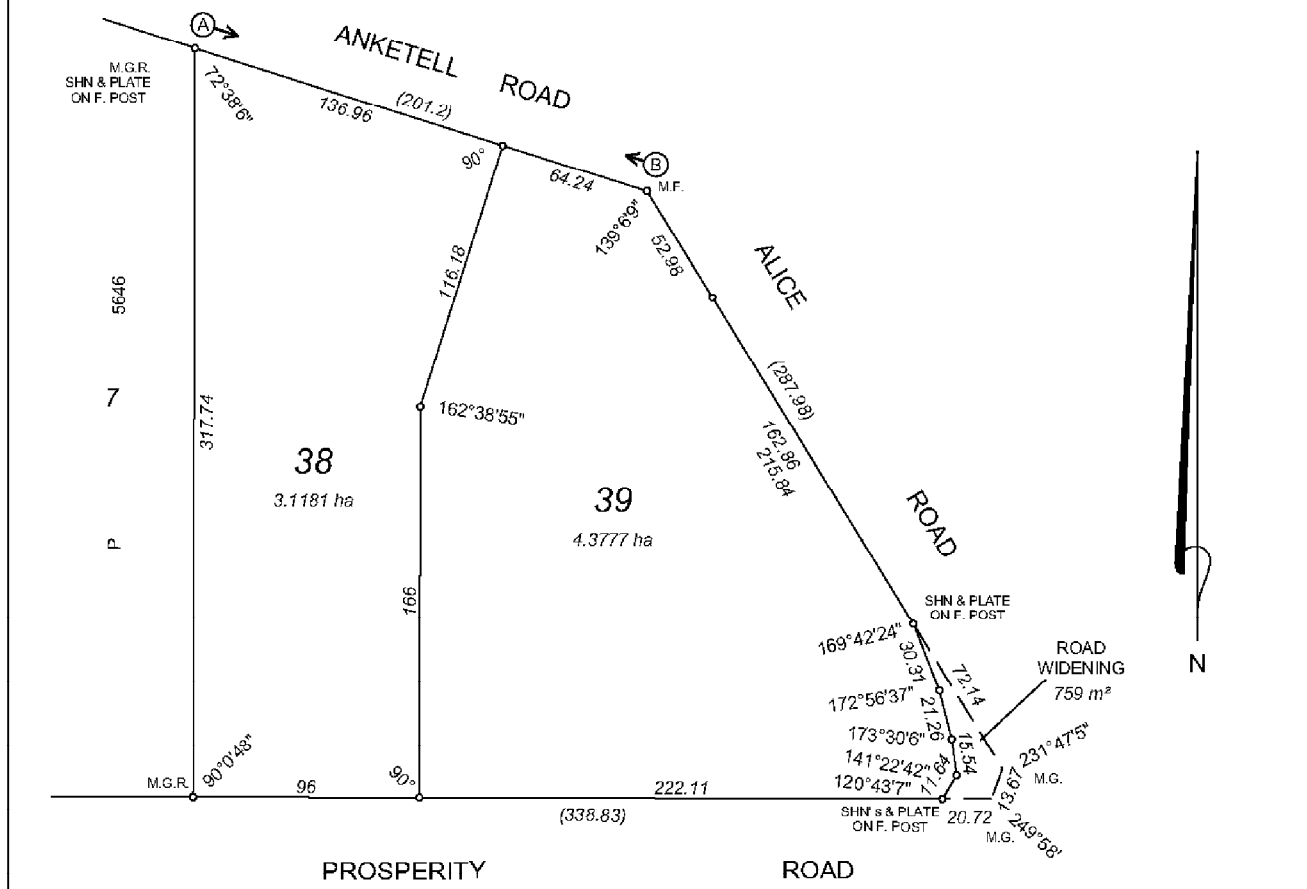 A
ANKETELL ROAD
M.G.R.
SHN & PLATE
ON F. POST
72°38'6"
136.96
(201.2)
90°
64.24
B
M.F.
139°6'9"
52.98
ALICE
ROAD
116.18
5646
7
P
317.74
162°38'55"
(287.98)
162.86
215.84
38
3.1181 ha
39
4.3777 ha
166
SHN & PLATE
ON F. POST
169°42'24"
30.31
72.14
ROAD
WIDENING
759 m²
N
172°56'37"
21.26
173°30'6"
15.54
141°22'42"
11.64
120°43'7"
231°47'5"
M.G.
13.67
249°58'
M.G.
20.72
M.G.R.
90°0'48"
96
90°
222.11
(338.83)
SHN's & PLATE
ON F. POST
PROSPERITY ROAD